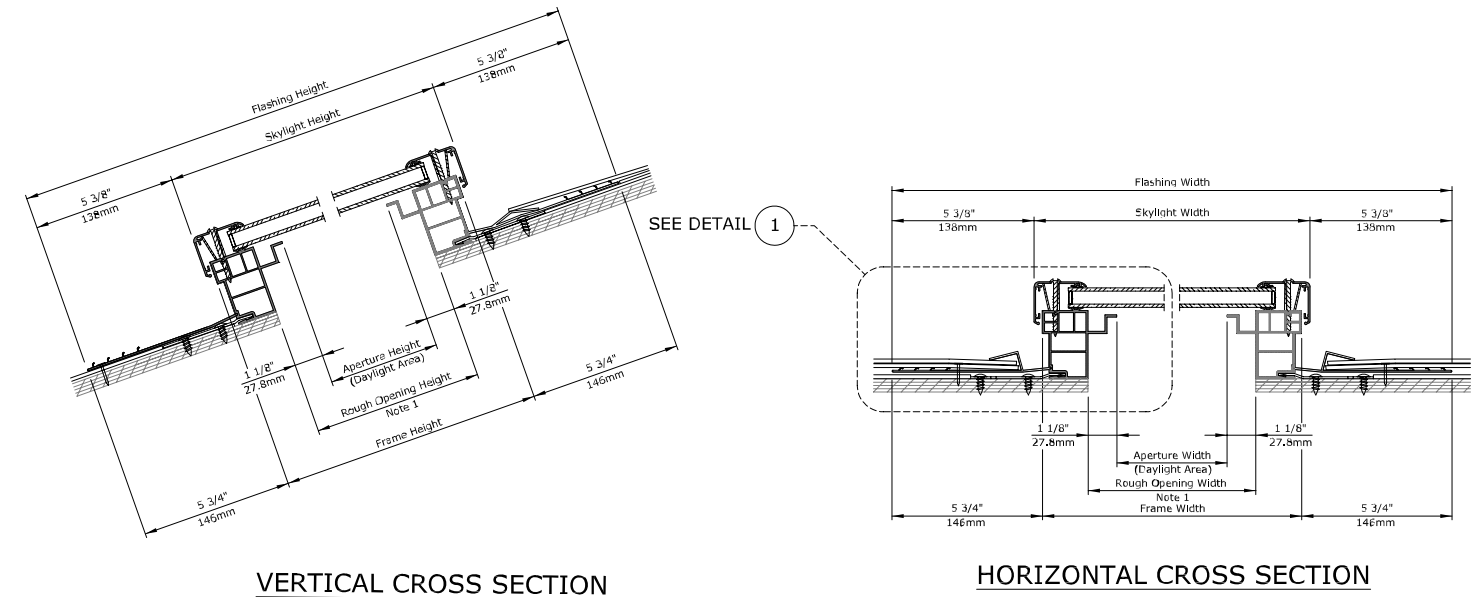 Flashing Height
5 3/8"
138mm
Skylight Height
5 3/8"
138mm
1 1/8"
27.8mm
Aperture Height
(Daylight Area)
1 1/8"
27.8mm
Rough Opening Height
Note 1
5 3/4"
146mm
Frame Height
5 3/4"
146mm
VERTICAL CROSS SECTION
SEE DETAIL 1
Flashing Width
5 3/8"
138mm
Skylight Width
5 3/8"
138mm
1 1/8"
27.8mm
1 1/8"
27.8mm
Aperture Width
(Daylight Area)
Rough Opening Width
Note 1
5 3/4"
146mm
Frame Width
5 3/4"
146mm
HORIZONTAL CROSS SECTION